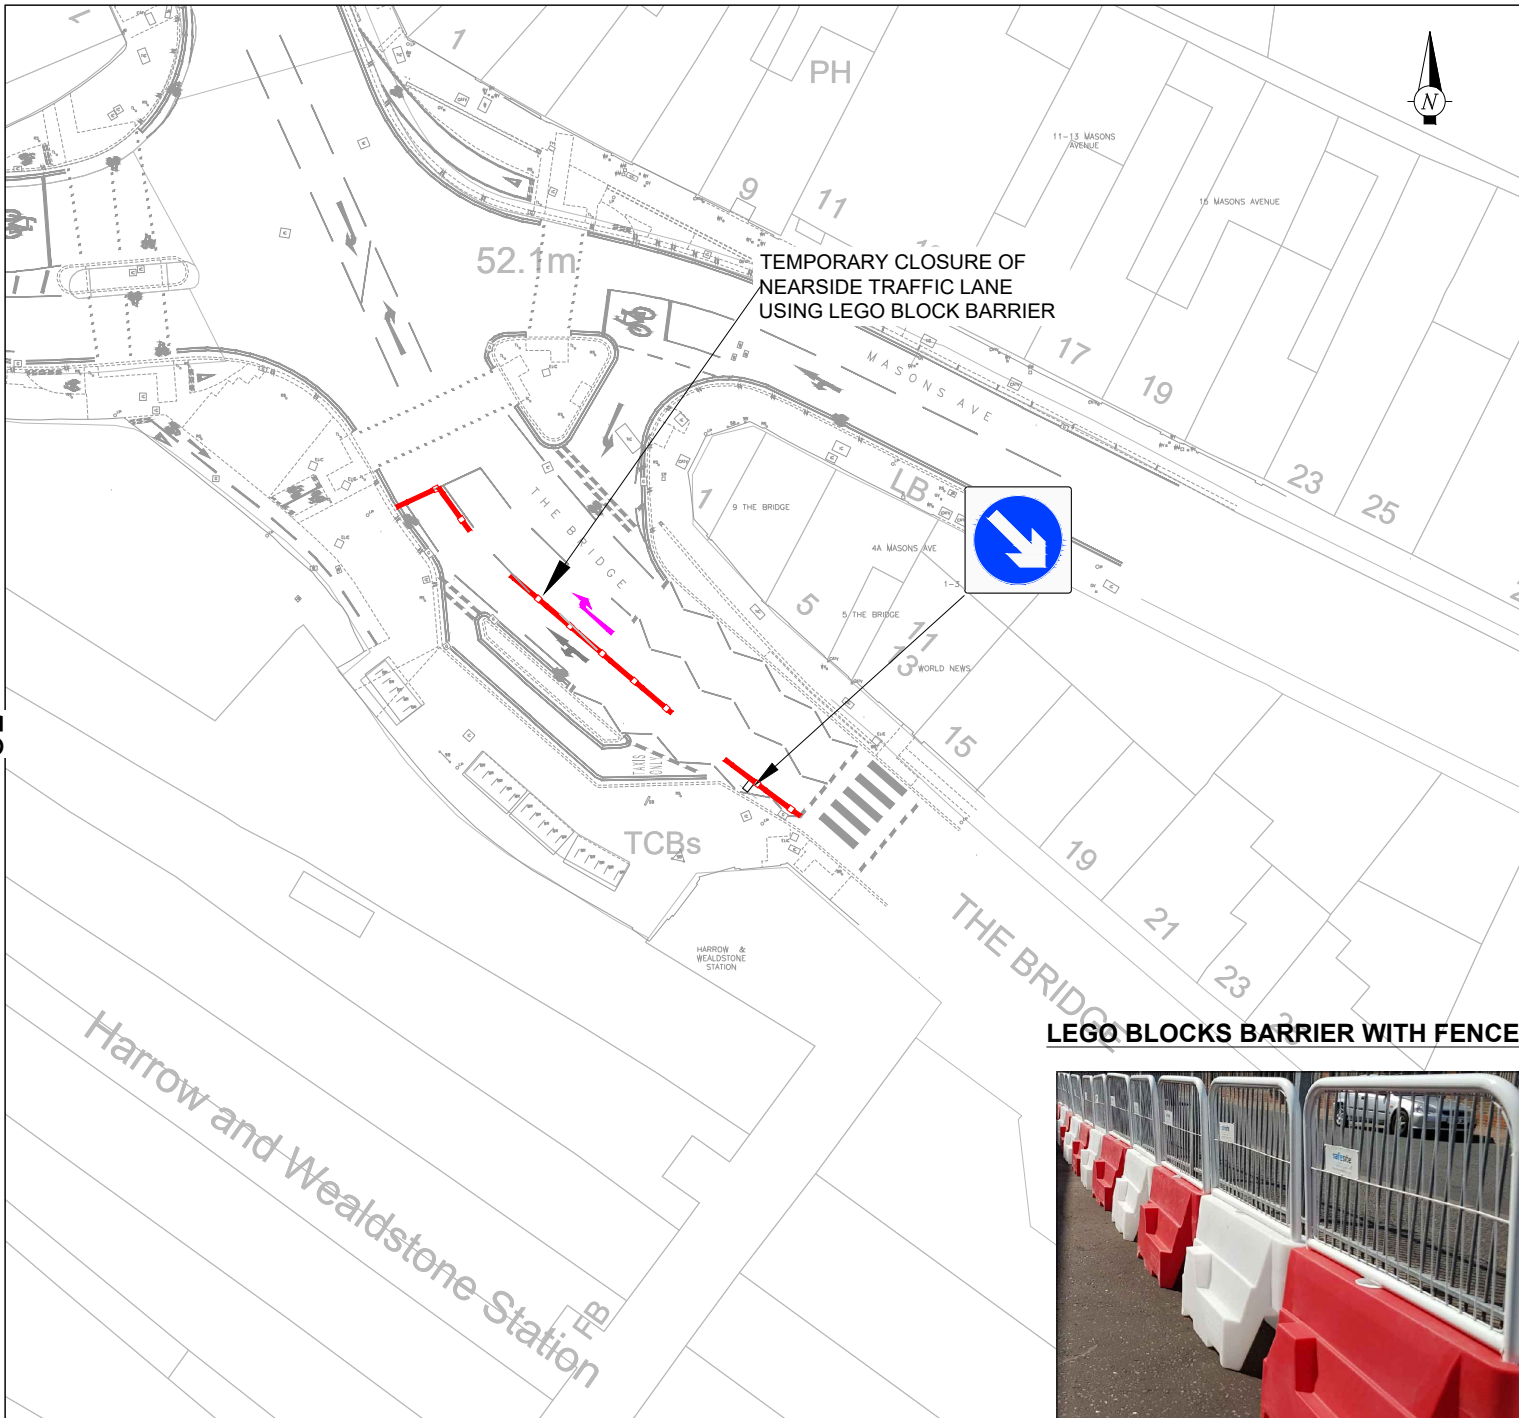 1
PH
N
11-13 MASONS
AVENUE
9
11
15 MASONS AVENUE
52.1m
TEMPORARY CLOSURE OF
NEARSIDE TRAFFIC LANE
USING LEGO BLOCK BARRIER
MASONS AVE
17
19
23
25
LB
1
9 THE BRIDGE
4A MASONS AVE
1-3
THE BRIDGE
5
5 THE BRIDGE
11
13
WORLD NEWS
15
TAXIS
ONLY
TCBs
19
21
23
HARROW &
WEALDSTONE
STATION
THE BRIDGE
LEGO BLOCKS BARRIER WITH FENCE
Harrow and Wealdstone Station
FB
safesite